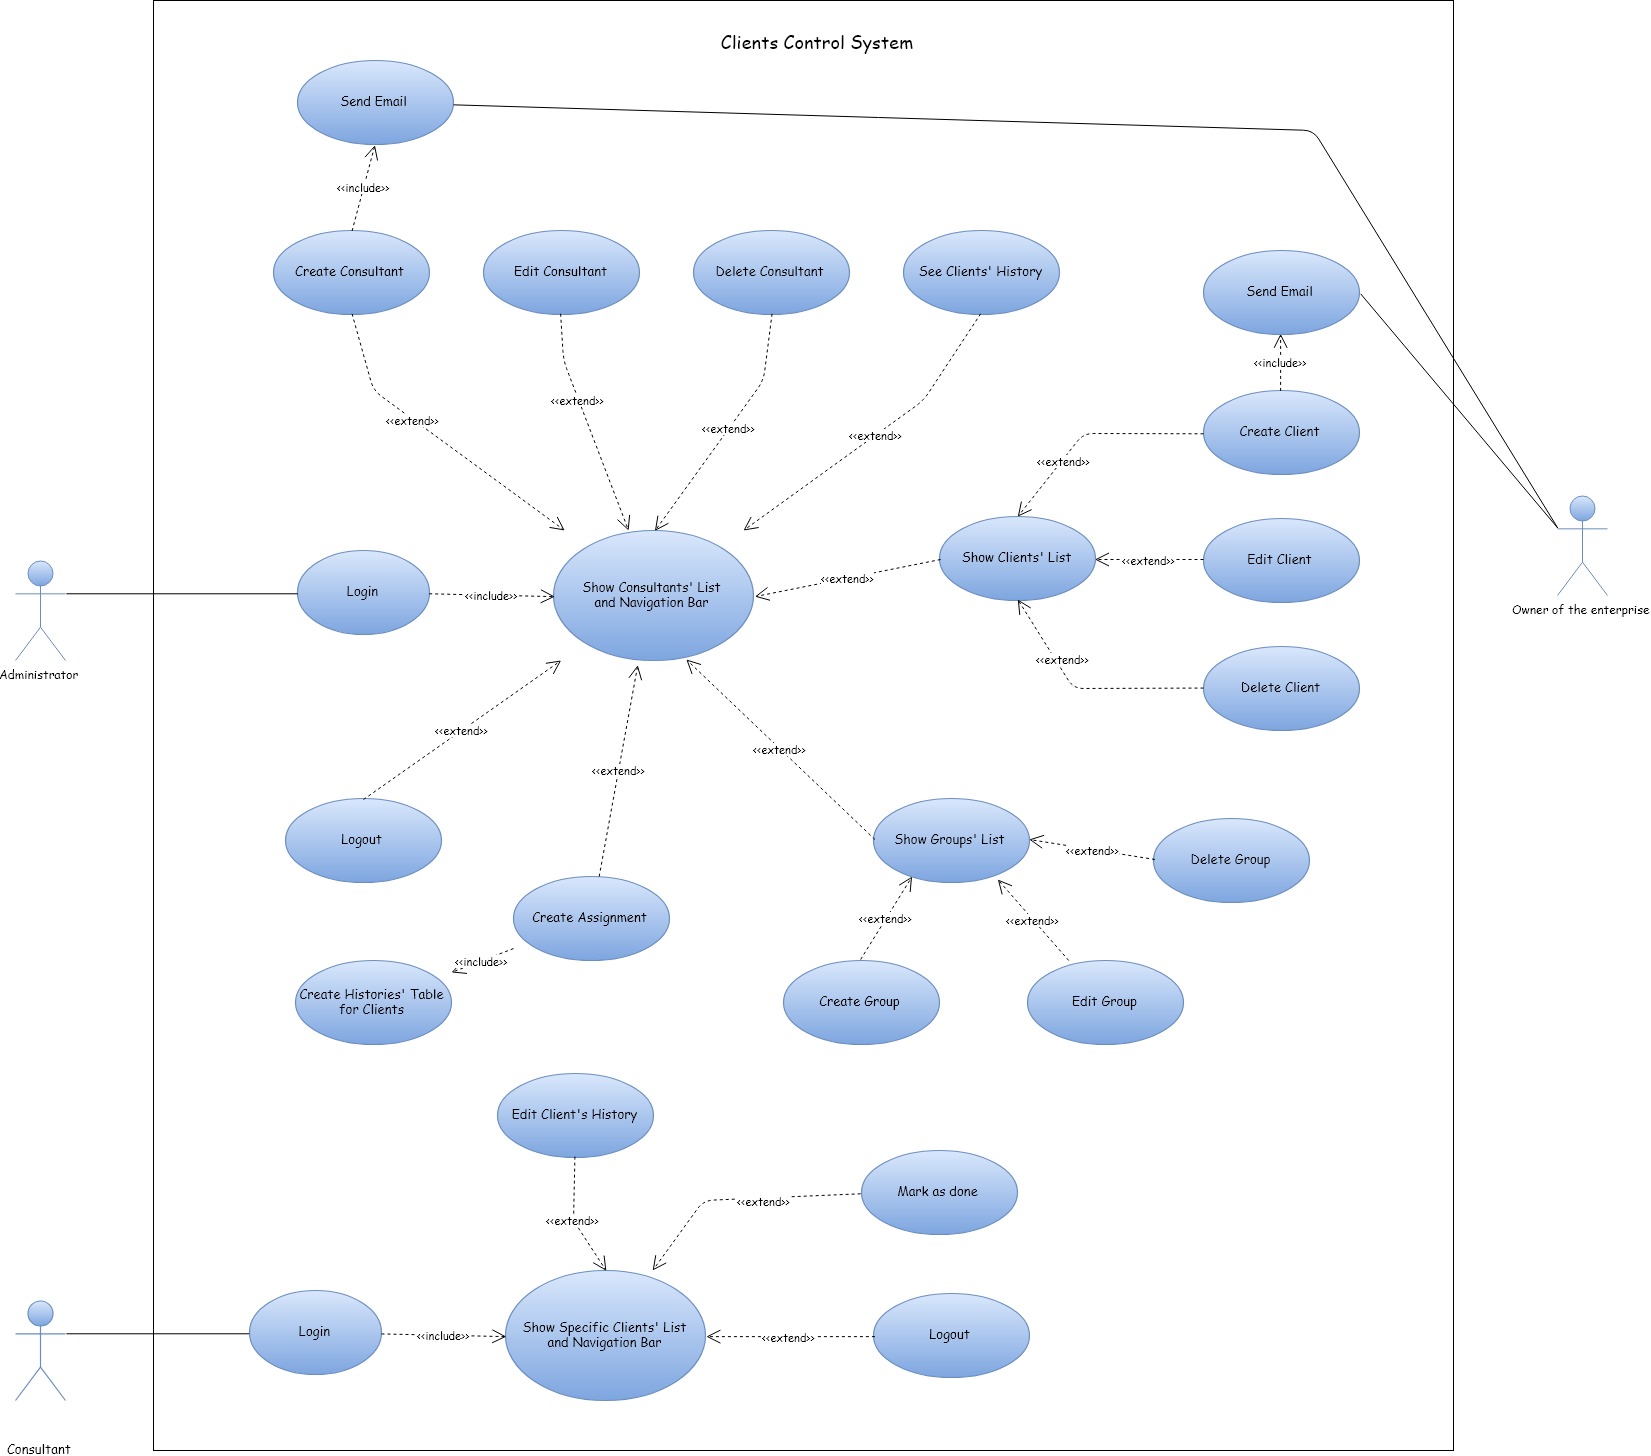 Clients Control System
Send Email
<<include>>
Create Consultant
Edit Consultant
Delete Consultant
See Clients' History
Send Email
<<include>>
<<extend>>
<<extend>>
<<extend>>
<<extend>>
Create Client
<<extend>>
Show Clients' List
<<extend>>
Edit Client
<<extend>>
Login
<<include>>
Show Consultants' List
and Navigation Bar
Owner of the enterprise
Administrator
<<extend>>
Delete Client
<<extend>>
<<extend>>
<<extend>>
Logout
Show Groups' List
<<extend>>
Delete Group
Create Assignment
<<extend>>
<<extend>>
<<include>>
Create Histories' Table
for Clients
Create Group
Edit Group
Edit Client's History
Mark as done
<<extend>>
<<extend>>
Login
<<include>>
Show Specific Clients' List
and Navigation Bar
<<extend>>
Logout
Consultant